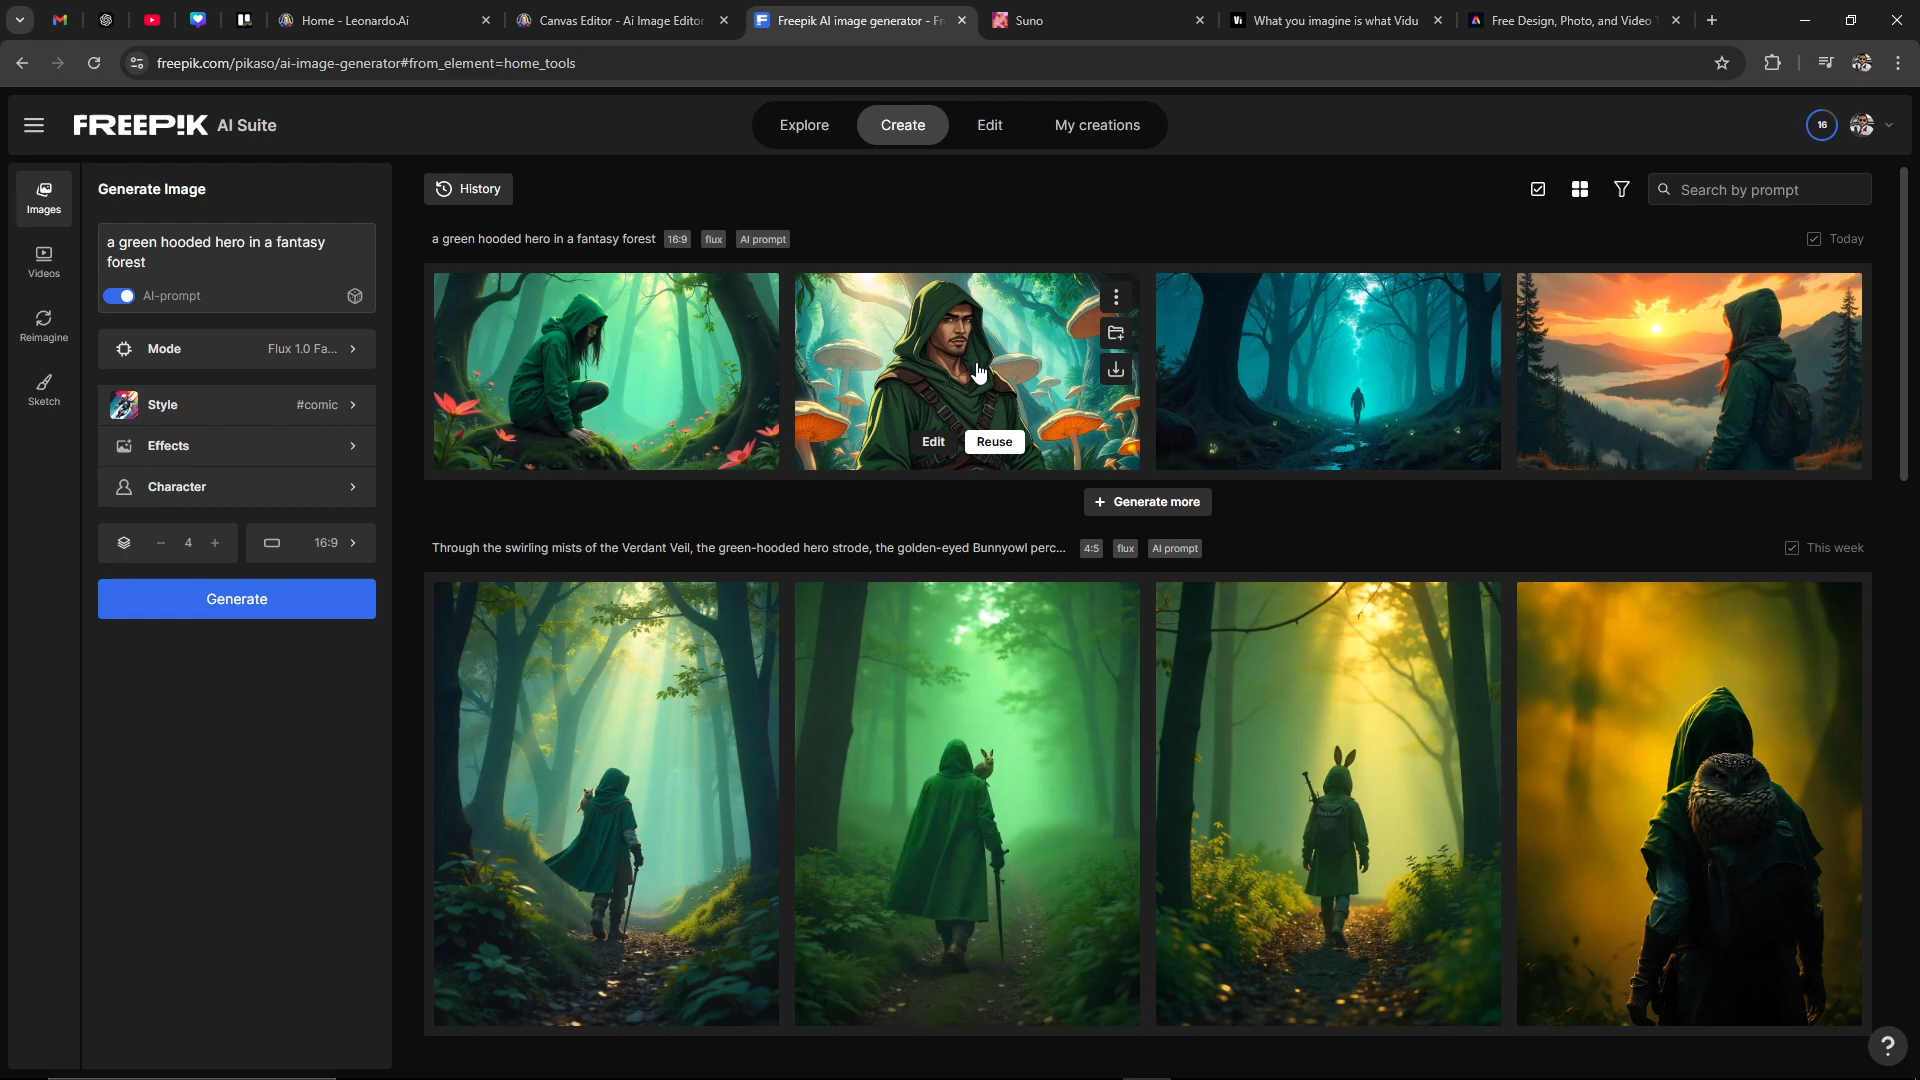 Home - Leonardo.Ai
Canvas Editor - Ai Image Editor
Freepik AI image generator - Fr
Suno
What you imagine is what Vidu
Free Design, Photo, and Video T
freepik.com/pikaso/ai-image-generator#from_element=home_tools
FREEP!K AI Suite
Explore
Create
Edit
My creations
16
Images
Videos
Reimagine
Sketch
Generate Image
a green hooded hero in a fantasy
forest
AI-prompt
Mode
Flux 1.0 Fa...
Style
#comic
Effects
Character
4
16:9
Generate
History
Search by prompt
a green hooded hero in a fantasy forest 16:9 flux AI prompt
Today
Edit
Reuse
Generate more
Through the swirling mists of the Verdant Veil, the green-hooded hero strode, the golden-eyed Bunnyowl perc... 4:5 flux AI prompt
This week
?